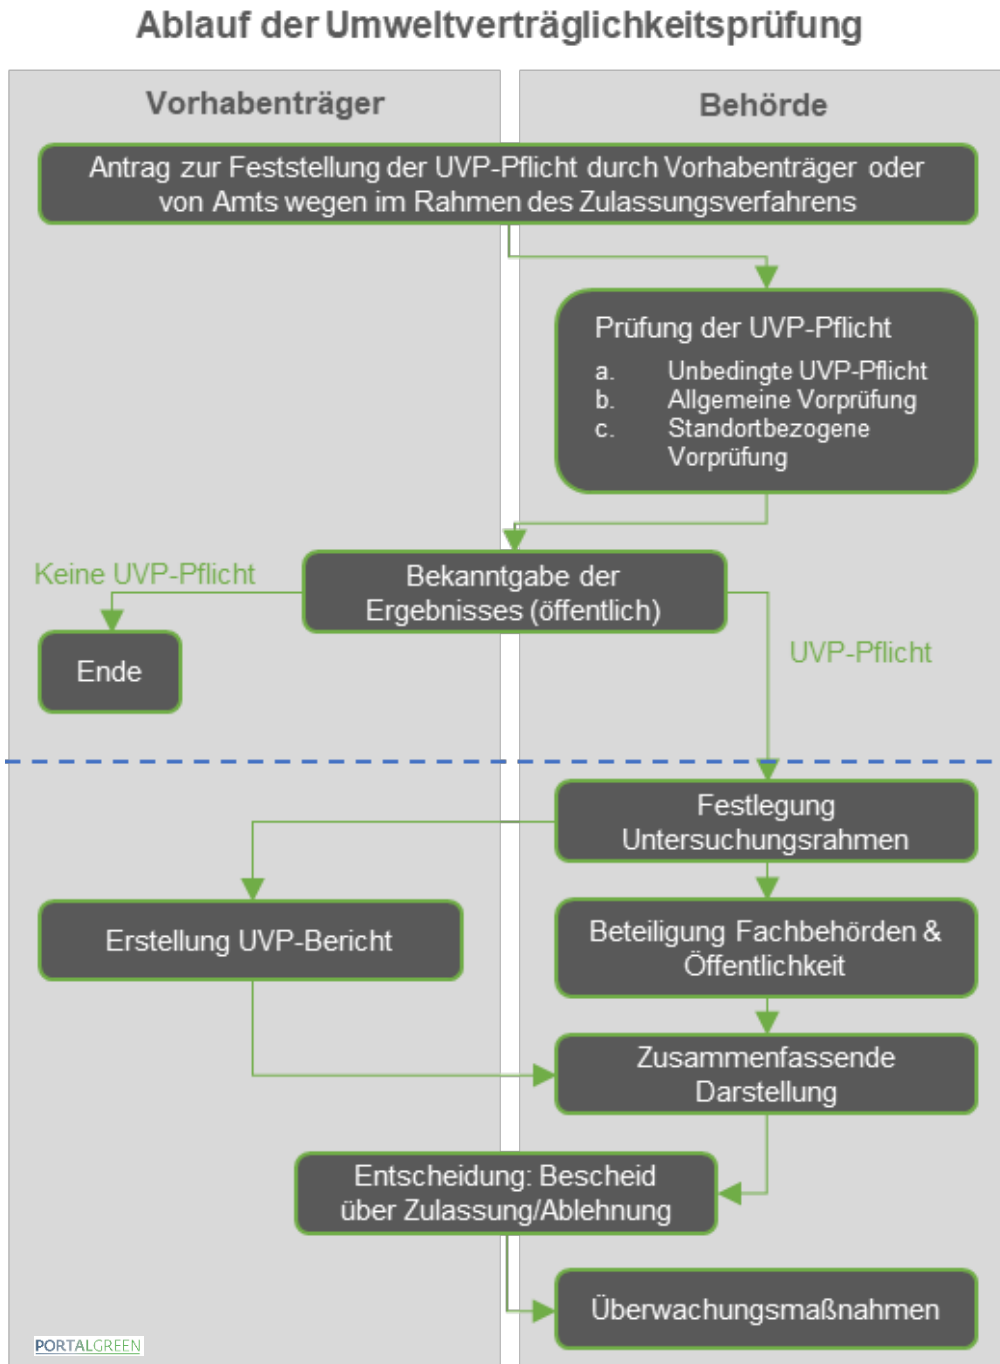 Ablauf der Umweltverträglichkeitsprüfung
Vorhabenträger
Behörde
Antrag zur Feststellung der UVP-Pflicht durch Vorhabenträger oder
von Amts wegen im Rahmen des Zulassungsverfahrens
Prüfung der UVP-Pflicht
a. Unbedingte UVP-Pflicht
b. Allgemeine Vorprüfung
c. Standortbezogene
Vorprüfung
Bekanntgabe der
Ergebnisses (öffentlich)
Keine UVP-Pflicht
Ende
UVP-Pflicht
Festlegung
Untersuchungsrahmen
Erstellung UVP-Bericht
Beteiligung Fachbehörden &
Öffentlichkeit
Zusammenfassende
Darstellung
Entscheidung: Bescheid
über Zulassung/Ablehnung
Überwachungsmaßnahmen
PORTALGREEN